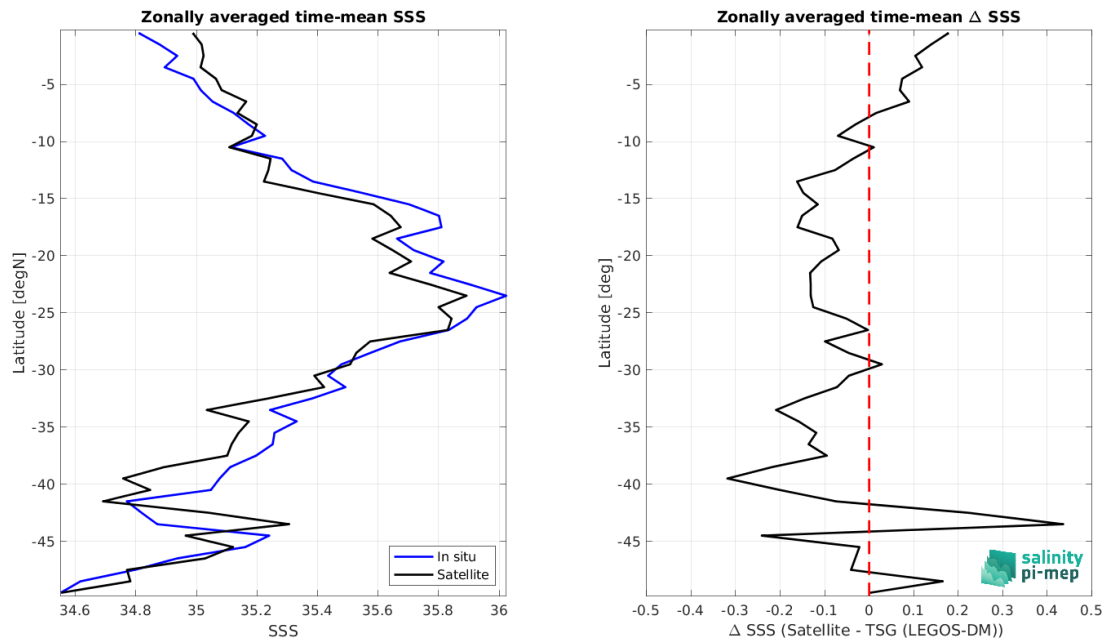 Zonally averaged time-mean SSS
Latitude [degN]
-5
-10
-15
-20
-25
-30
-35
-40
-45
34.6 34.8 35 35.2 35.4 35.6 35.8 36
SSS
In situ
Satellite
Zonally averaged time-mean Δ SSS
Latitude [deg]
-5
-10
-15
-20
-25
-30
-35
-40
-45
-0.5 -0.4 -0.3 -0.2 -0.1 0 0.1 0.2 0.3 0.4 0.5
Δ SSS (Satellite - TSG (LEGOS-DM))
salinity
pi-mep